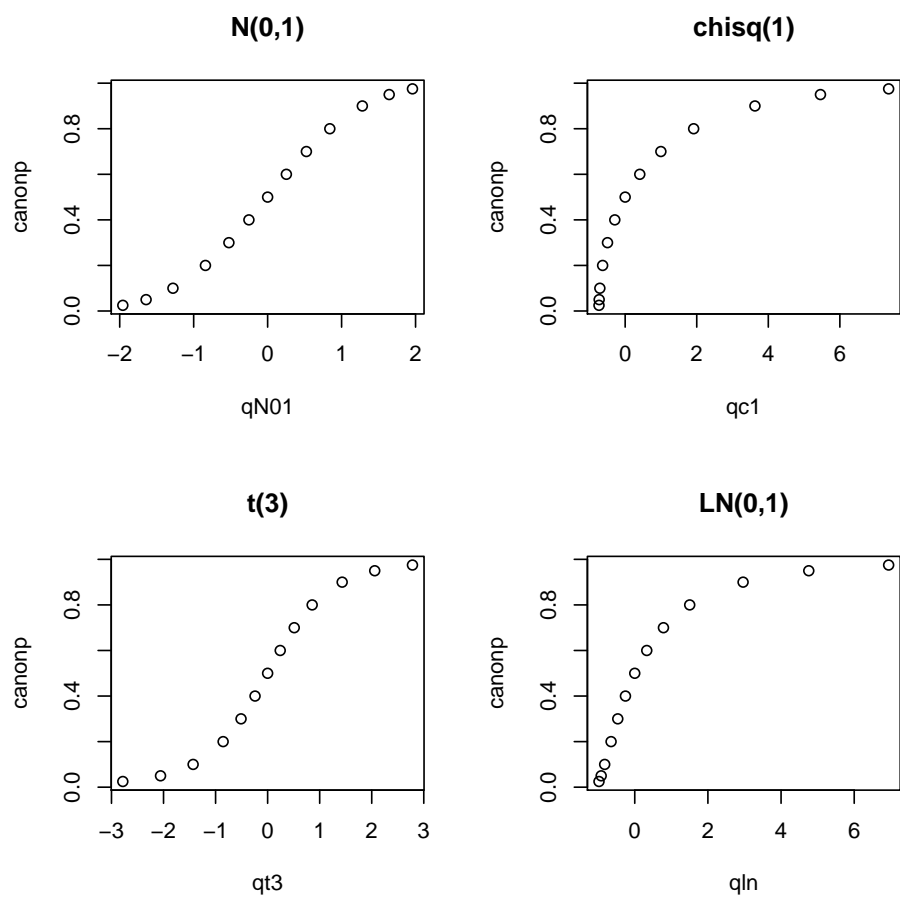 N(0,1)
canonp
0.0 0.4 0.8
−2 −1 0 1 2
qN01
chisq(1)
canonp
0.0 0.4 0.8
0 2 4 6
qc1
t(3)
canonp
0.0 0.4 0.8
−3 −2 −1 0 1 2 3
qt3
LN(0,1)
canonp
0.0 0.4 0.8
0 2 4 6
qln